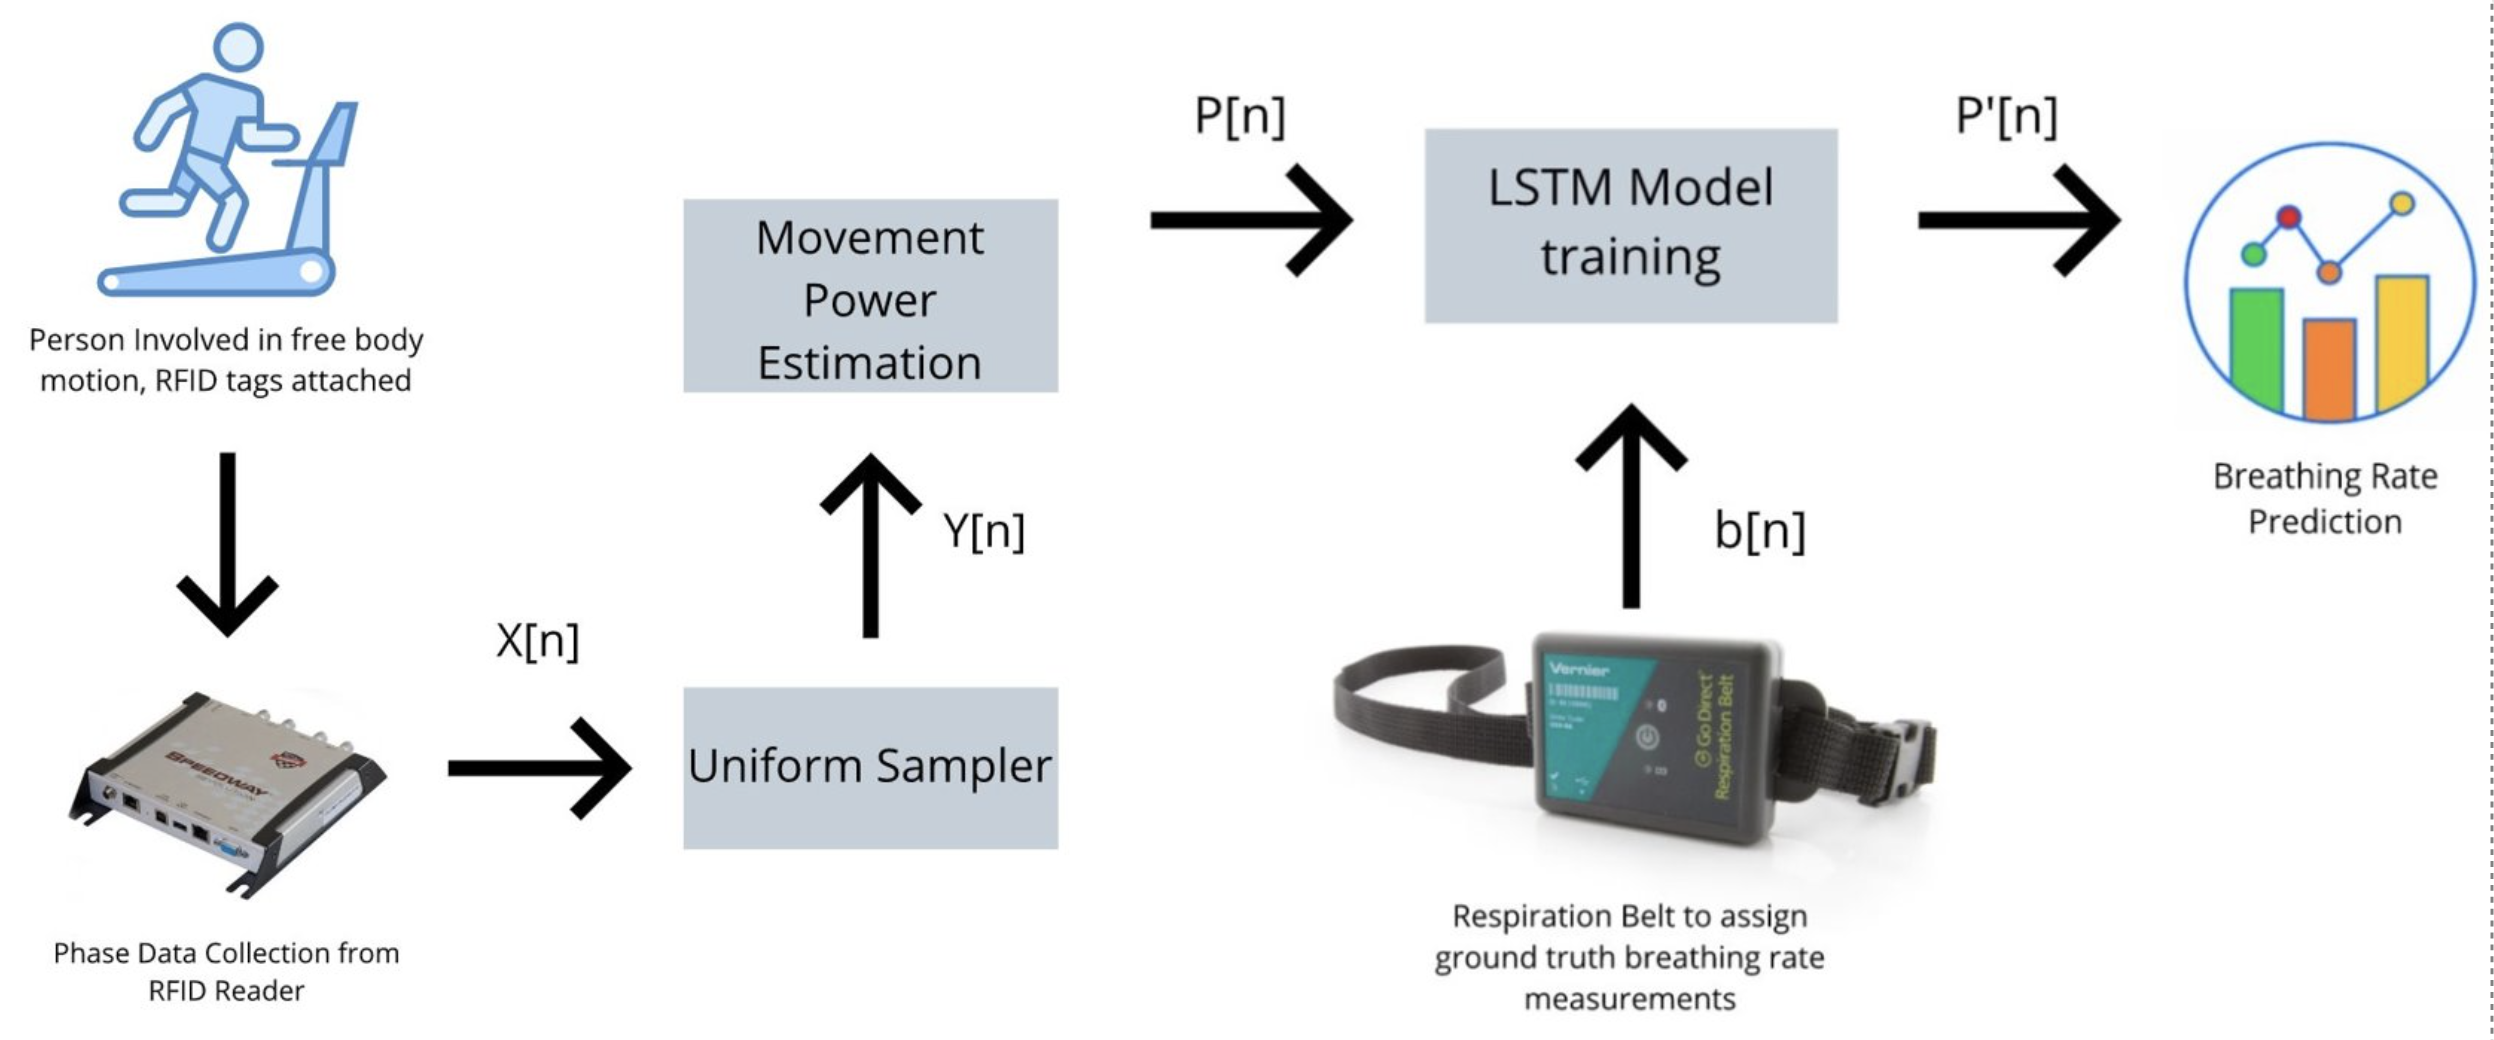 Person Involved in free body
motion, RFID tags attached
SPEEDWAY
Phase Data Collection from
RFID Reader
X[n]
Uniform Sampler
Y[n]
Movement
Power
Estimation
P[n]
LSTM Model
training
b[n]
Vernier
Go Direct
Respiration Belt
Respiration Belt to assign
ground truth breathing rate
measurements
P'[n]
Breathing Rate
Prediction